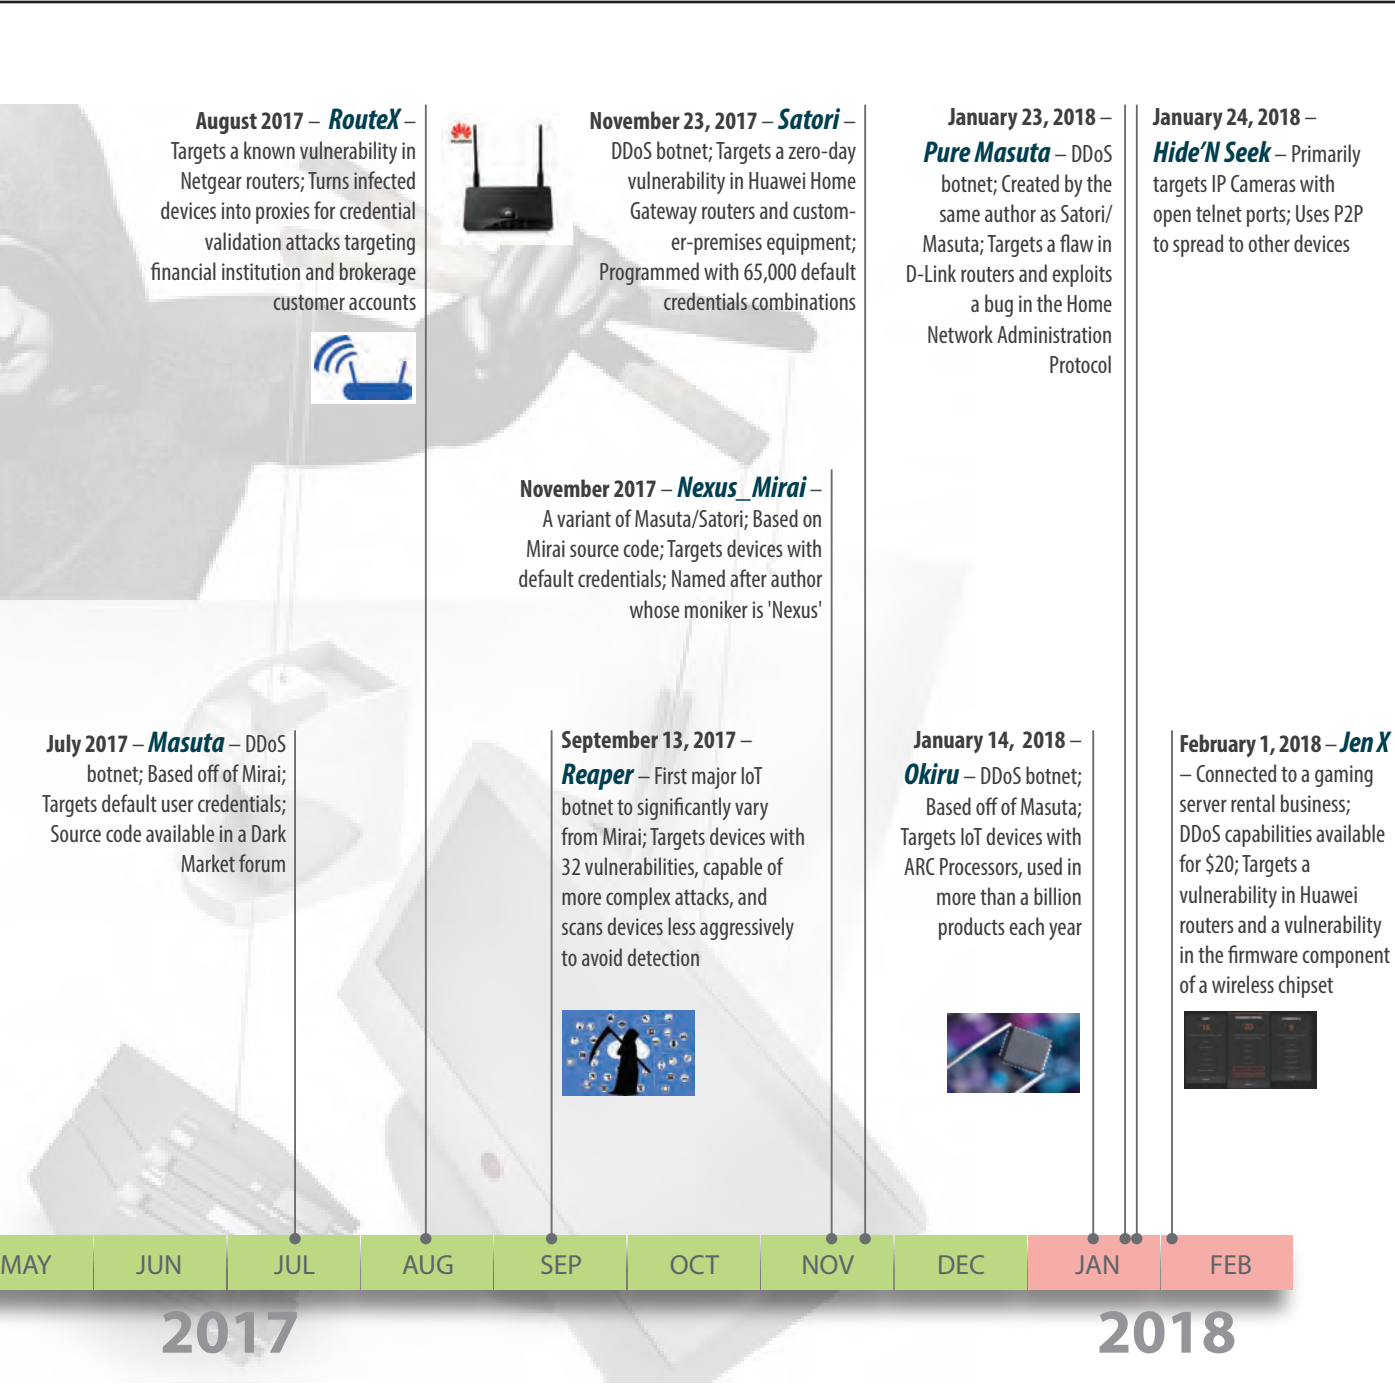 August 2017 – RouteX –
Targets a known vulnerability in
Netgear routers; Turns infected
devices into proxies for credential
validation attacks targeting
financial institution and brokerage
customer accounts
HUAWEI
November 23, 2017 – Satori –
DDoS botnet; Targets a zero-day
vulnerability in Huawei Home
Gateway routers and custom-
er-premises equipment;
Programmed with 65,000 default
credentials combinations
January 23, 2018 –
Pure Masuta – DDoS
botnet; Created by the
same author as Satori/
Masuta; Targets a flaw in
D-Link routers and exploits
a bug in the Home
Network Administration
Protocol
January 24, 2018 –
Hide’N Seek – Primarily
targets IP Cameras with
open telnet ports; Uses P2P
to spread to other devices
November 2017 – Nexus_Mirai –
A variant of Masuta/Satori; Based on
Mirai source code; Targets devices with
default credentials; Named after author
whose moniker is 'Nexus'
July 2017 – Masuta – DDoS
botnet; Based off of Mirai;
Targets default user credentials;
Source code available in a Dark
Market forum
September 13, 2017 –
Reaper – First major IoT
botnet to significantly vary
from Mirai; Targets devices with
32 vulnerabilities, capable of
more complex attacks, and
scans devices less aggressively
to avoid detection
January 14, 2018 –
Okiru – DDoS botnet;
Based off of Masuta;
Targets IoT devices with
ARC Processors, used in
more than a billion
products each year
February 1, 2018 – Jen X
– Connected to a gaming
server rental business;
DDoS capabilities available
for $20; Targets a
vulnerability in Huawei
routers and a vulnerability
in the firmware component
of a wireless chipset
MAY JUN JUL AUG SEP OCT NOV DEC JAN FEB
2017 2018